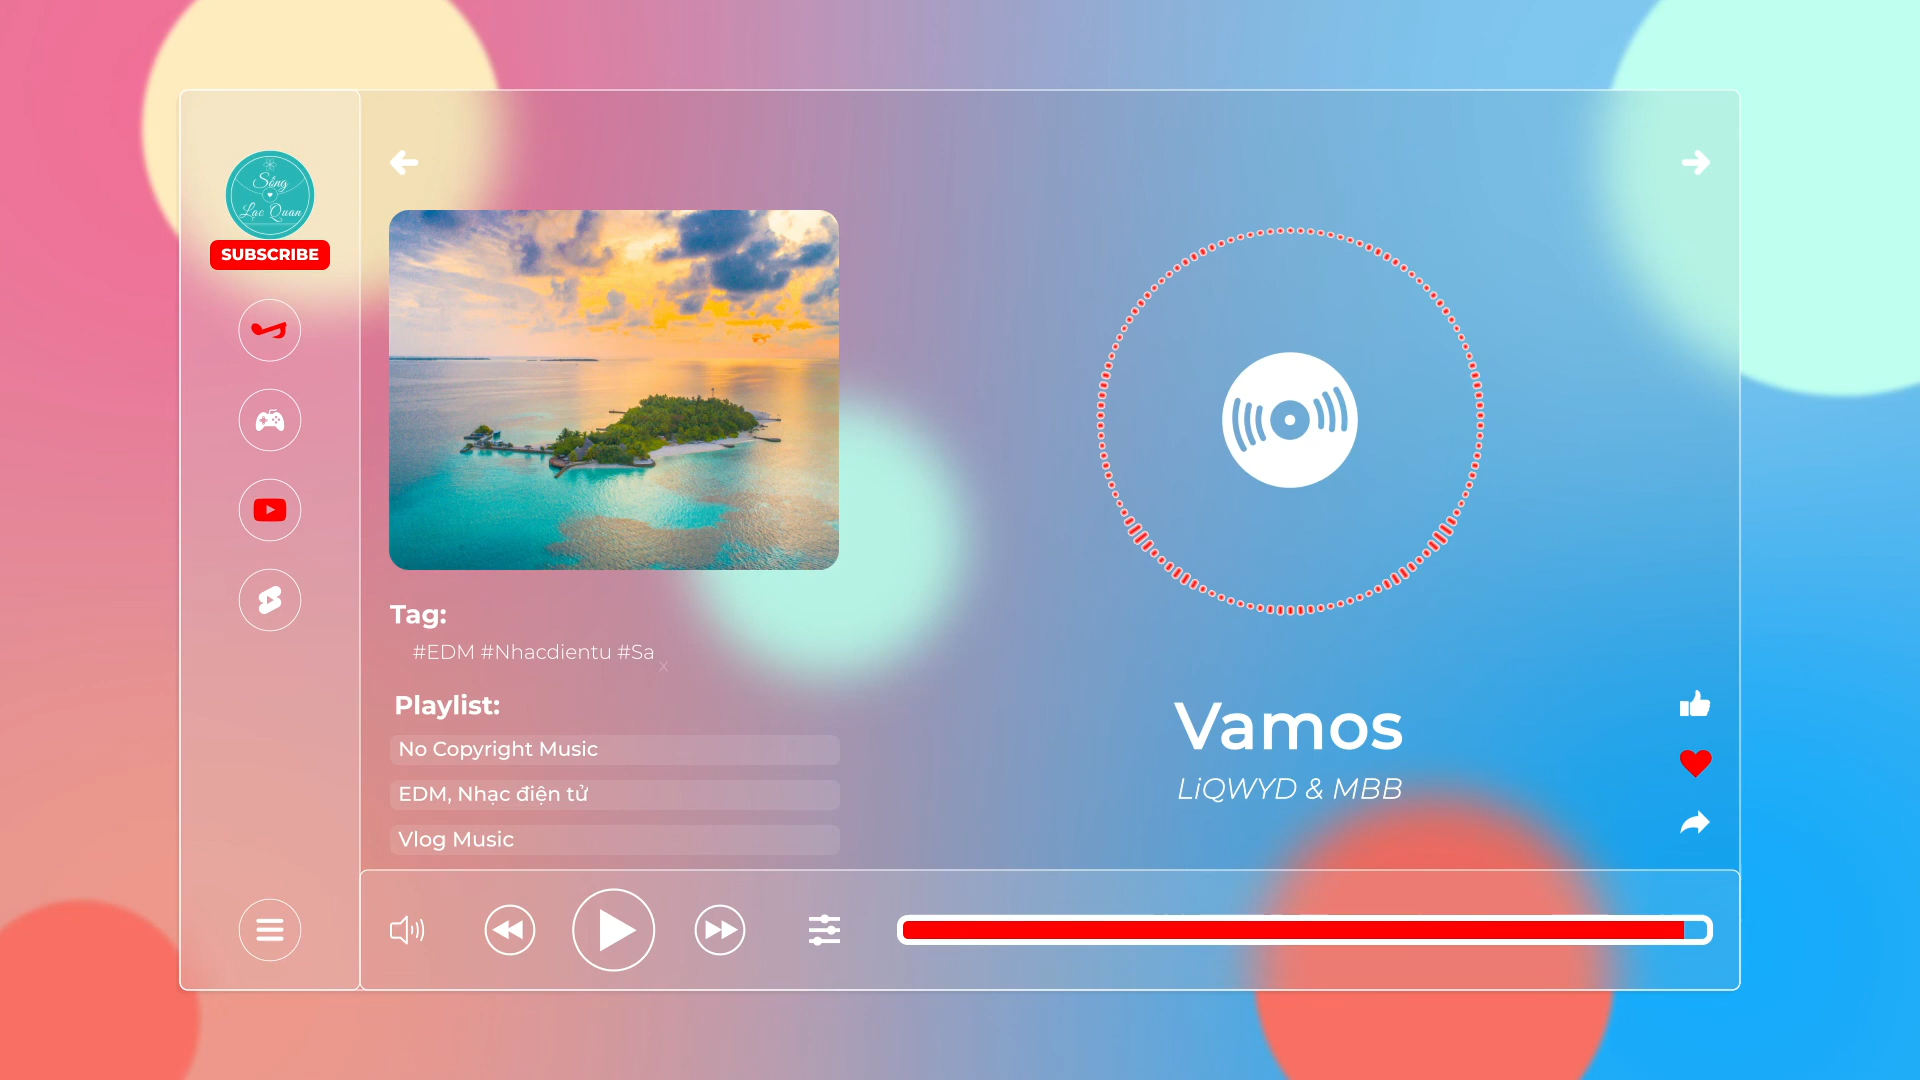 Sống
Lạc Quan
SUBSCRIBE
Tag:
#EDM #Nhacdientu #Sa
x
Playlist:
No Copyright Music
EDM, Nhạc điện tử
Vlog Music
Vamos
LiQWYD & MBB